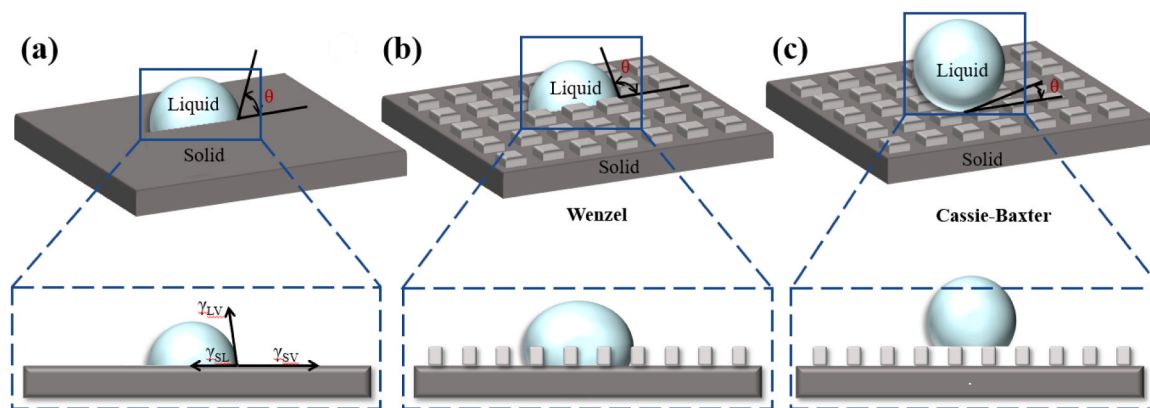 (a)
Liquid
θ
Solid
(b)
Liquid
θ
Solid
Wenzel
(c)
Liquid
θ
Solid
Cassie-Baxter
γLV
γSL
γSV